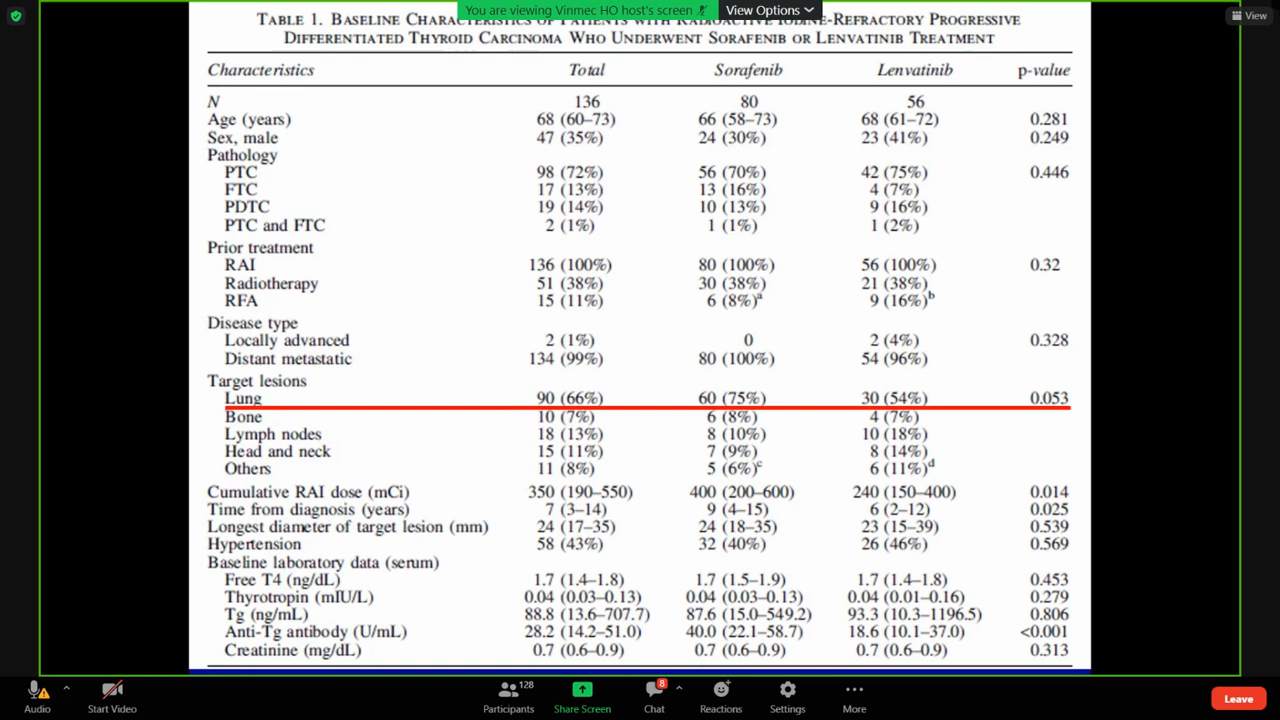 You are viewing Vinmec HO host's screen
View Options
View
TABLE 1. BASELINE CHARACTERISTICS OF PATIENTS WITH RADIOACTIVE IODINE-REFRACTORY PROGRESSIVE
DIFFERENTIATED THYROID CARCINOMA WHO UNDERWENT SORAFENIB OR LENVATINIB TREATMENT
Characteristics Total Sorafenib Lenvatinib p-value
N 136 80 56
Age (years) 68 (60–73) 66 (58–73) 68 (61–72) 0.281
Sex, male 47 (35%) 24 (30%) 23 (41%) 0.249
Pathology
PTC 98 (72%) 56 (70%) 42 (75%) 0.446
FTC 17 (13%) 13 (16%) 4 (7%)
PDTC 19 (14%) 10 (13%) 9 (16%)
PTC and FTC 2 (1%) 1 (1%) 1 (2%)
Prior treatment
RAI 136 (100%) 80 (100%) 56 (100%) 0.32
Radiotherapy 51 (38%) 30 (38%) 21 (38%)
RFA 15 (11%) 6 (8%)a 9 (16%)b
Disease type
Locally advanced 2 (1%) 0 2 (4%) 0.328
Distant metastatic 134 (99%) 80 (100%) 54 (96%)
Target lesions
Lung 90 (66%) 60 (75%) 30 (54%) 0.053
Bone 10 (7%) 6 (8%) 4 (7%)
Lymph nodes 18 (13%) 8 (10%) 10 (18%)
Head and neck 15 (11%) 7 (9%) 8 (14%)
Others 11 (8%) 5 (6%)c 6 (11%)d
Cumulative RAI dose (mCi) 350 (190–550) 400 (200–600) 240 (150–400) 0.014
Time from diagnosis (years) 7 (3–14) 9 (4–15) 6 (2–12) 0.025
Longest diameter of target lesion (mm) 24 (17–35) 24 (18–35) 23 (15–39) 0.539
Hypertension 58 (43%) 32 (40%) 26 (46%) 0.569
Baseline laboratory data (serum)
Free T4 (ng/dL) 1.7 (1.4–1.8) 1.7 (1.5–1.9) 1.7 (1.4–1.8) 0.453
Thyrotropin (mIU/L) 0.04 (0.03–0.13) 0.04 (0.03–0.13) 0.04 (0.01–0.16) 0.279
Tg (ng/mL) 88.8 (13.6–707.7) 87.6 (15.0–549.2) 93.3 (10.3–1196.5) 0.806
Anti-Tg antibody (U/mL) 28.2 (14.2–51.0) 40.0 (22.1–58.7) 18.6 (10.1–37.0) <0.001
Creatinine (mg/dL) 0.7 (0.6–0.9) 0.7 (0.6–0.9) 0.7 (0.6–0.9) 0.313
128 8
Audio Start Video Participants Share Screen Chat Reactions Settings More Leave